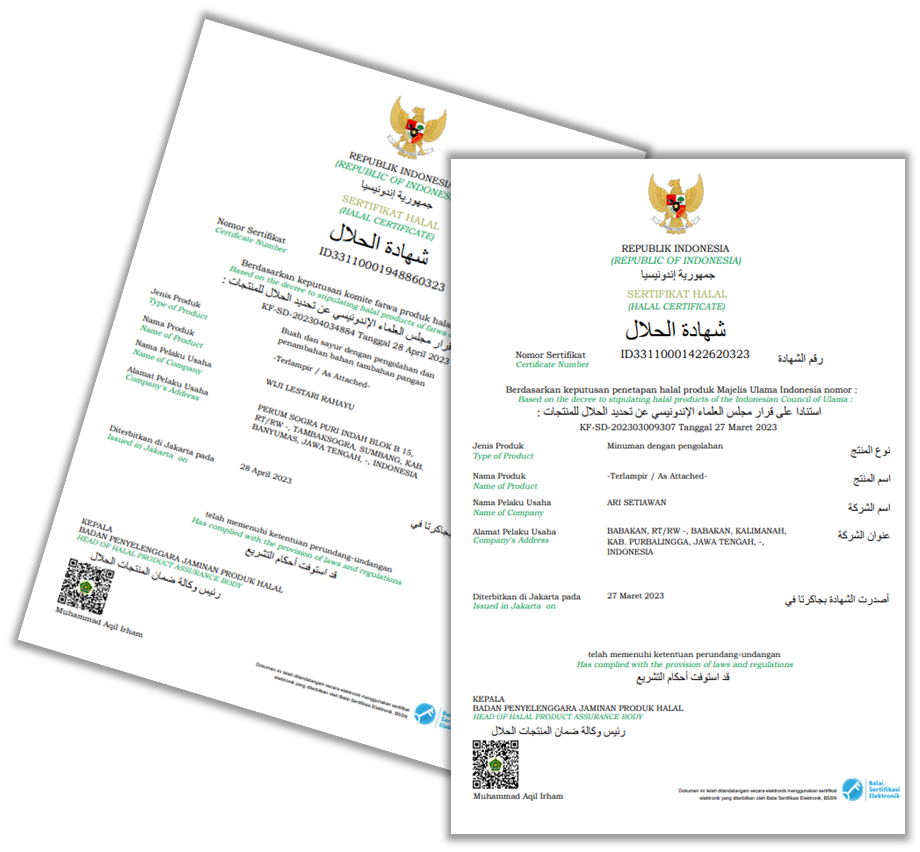 REPUBLIK INDONESIA
(REPUBLIC OF INDONES
جمهورية إندونيسيا
SERTIFIKAT HALAL
(HALAL CERTIFICATE)
شهادة الحلال
Nomor Sertifikat
Certificate Number
ID33110001948860323
Berdasarkan keputusan komite fatwa produk hala
Based on the decree to stipulating halal products of fatwa
قرار مجلس العلماء الإندونيسي عن تحديد الحلال للمنتجات :
KF-SD-202304034884 Tanggal 28 April 2023
Jenis Produk
Type of Product
Buah dan sayur dengan pengolahan dan
penambahan bahan tambahan pangan
Nama Produk
Name of Product
-Terlampir / As Attached-
Nama Pelaku Usaha
Name of Company
WIJI LESTARI RAHAYU
Alamat Pelaku Usaha
Company's Address
PERUM SOGRA PURI INDAH BLOK B 15,
RT/RW -, TAMBAKSOGRA, SUMBANG, KAB.
BANYUMAS, JAWA TENGAH, -, INDONESIA
Diterbitkan di Jakarta pada
Issued in Jakarta on
28 April 2023
بجاكرتا في
telah memenuhi ketentuan perundang-undangan
Has complied with the provision of laws and regulations
قد استوفت أحكام التشريع
KEPALA
BADAN PENYELENGGARA JAMINAN PRODUK HALAL
HEAD OF HALAL PRODUCT ASSURANCE BODY
رئيس وكالة ضمان المنتجات الحلال
Muhammad Aqil Irham
Dokumen ini telah ditandatangani secara elektronik menggunakan sertifikat
elektronik yang diterbitkan oleh Balai Sertifikasi Elektronik, BSSN
Balai
Sertifi
Elektr
REPUBLIK INDONESIA
(REPUBLIC OF INDONESIA)
جمهورية إندونيسيا
SERTIFIKAT HALAL
(HALAL CERTIFICATE)
شهادة الحلال
Nomor Sertifikat ID33110001422620323 رقم الشهادة
Certificate Number
Berdasarkan keputusan penetapan halal produk Majelis Ulama Indonesia nomor :
Based on the decree to stipulating halal products of the Indonesian Council of Ulama :
استنادا على قرار مجلس العلماء الإندونيسي عن تحديد الحلال للمنتجات :
KF-SD-202303009307 Tanggal 27 Maret 2023
Jenis Produk Minuman dengan pengolahan نوع المنتج
Type of Product
Nama Produk -Terlampir / As Attached- اسم المنتج
Name of Product
Nama Pelaku Usaha ARI SETIAWAN اسم الشركة
Name of Company
Alamat Pelaku Usaha BABAKAN, RT/RW -, BABAKAN, KALIMANAH, عنوان الشركة
Company's Address KAB. PURBALINGGA, JAWA TENGAH, -,
INDONESIA
Diterbitkan di Jakarta pada 27 Maret 2023 أصدرت الشهادة بجاكرتا في
Issued in Jakarta on
telah memenuhi ketentuan perundang-undangan
Has complied with the provision of laws and regulations
قد استوفت أحكام التشريع
KEPALA
BADAN PENYELENGGARA JAMINAN PRODUK HALAL
HEAD OF HALAL PRODUCT ASSURANCE BODY
رئيس وكالة ضمان المنتجات الحلال
Muhammad Aqil Irham
Dokumen ini telah ditandatangani secara elektronik menggunakan sertifikat
elektronik yang diterbitkan oleh Balai Sertifikasi Elektronik, BSSN
Balai
Sertifikasi
Elektronik